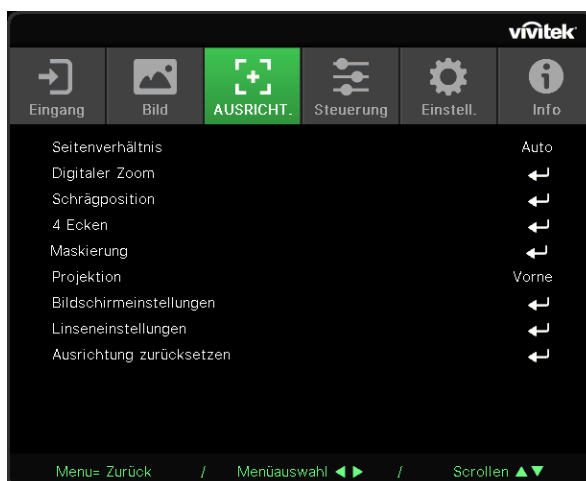 vivitek
Eingang Bild AUSRICHT. Steuerung Einstell. Info
Seitenverhältnis Auto
Digitaler Zoom
Schrägposition
4 Ecken
Maskierung
Projektion Vorne
Bildschirmeinstellungen
Linseneinstellungen
Ausrichtung zurücksetzen
Menu= Zurück / Menüauswahl ◀ ▶ / Scrollen ▲▼